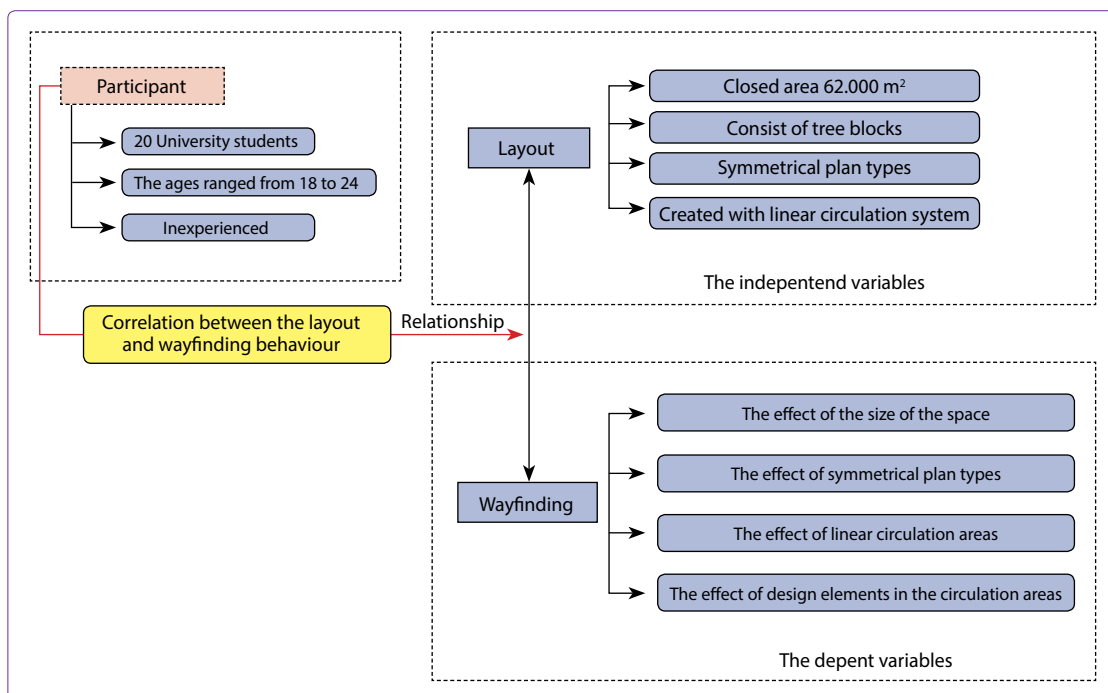 Participant
20 University students
The ages ranged from 18 to 24
Inexperienced
Correlation between the layout
and wayfinding behaviour
Relationship
Layout
Closed area 62.000 m²
Consist of tree blocks
Symmetrical plan types
Created with linear circulation system
The independtend variables
Wayfinding
The effect of the size of the space
The effect of symmetrical plan types
The effect of linear circulation areas
The effect of design elements in the circulation areas
The depent variables